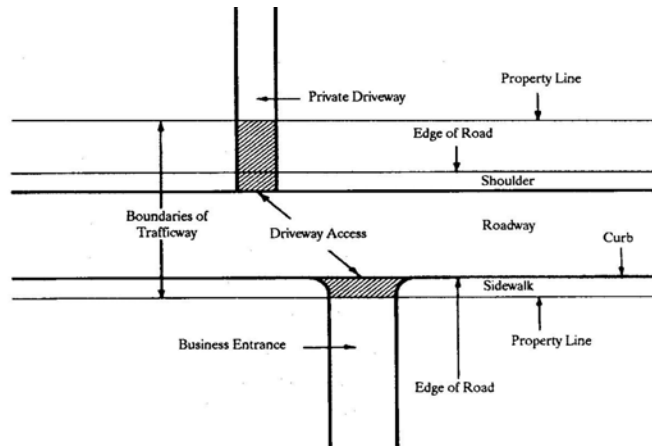 Private Driveway
Property Line
Edge of Road
Shoulder
Boundaries of
Trafficway
Driveway Access
Roadway
Curb
Sidewalk
Business Entrance
Property Line
Edge of Road